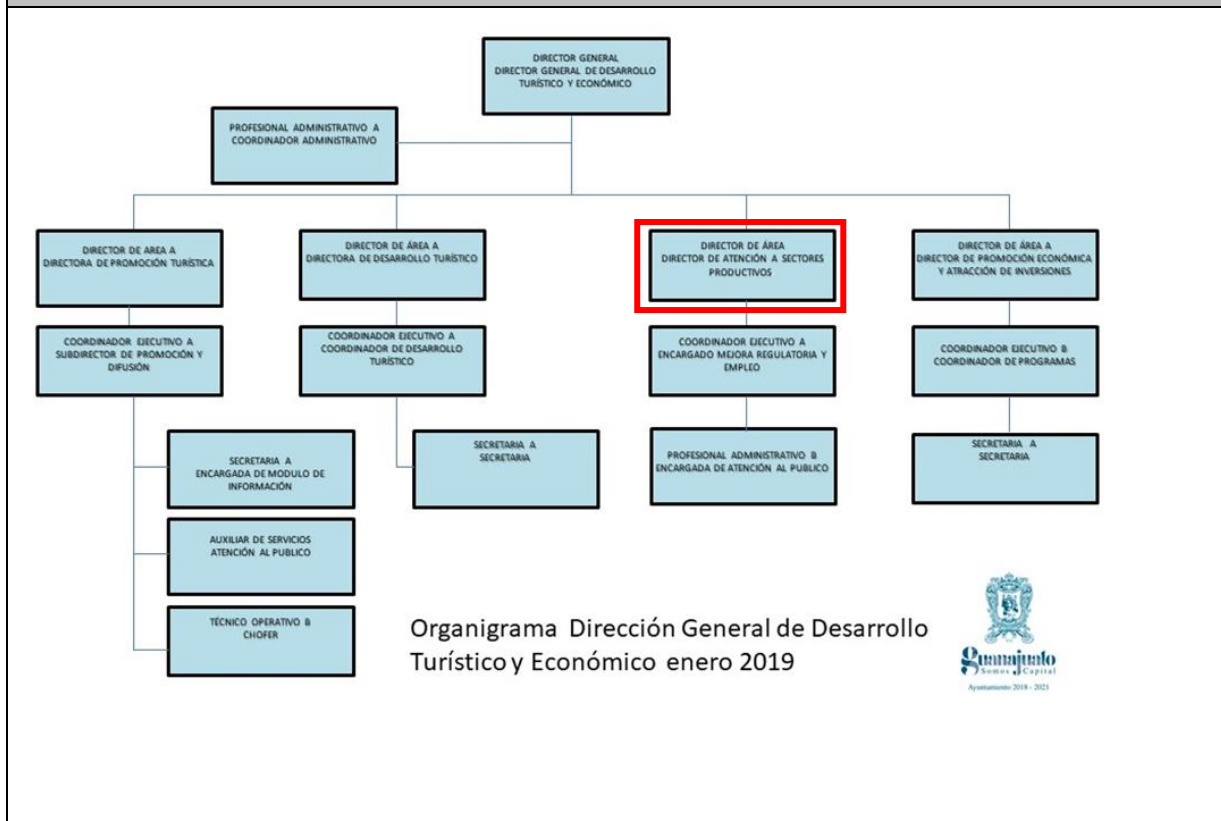 DIRECTOR GENERAL
DIRECTOR GENERAL DE DESARROLLO
TURÍSTICO Y ECONÓMICO
PROFESIONAL ADMINISTRATIVO A
COORDINADOR ADMINISTRATIVO
DIRECTOR DE AREA A
DIRECTORA DE PROMOCIÓN TURÍSTICA
DIRECTOR DE ÁREA A
DIRECTORA DE DESARROLLO TURÍSTICO
DIRECTOR DE ÁREA
DIRECTOR DE ATENCIÓN A SECTORES
PRODUCTIVOS
DIRECTOR DE ÁREA A
DIRECTOR DE PROMOCIÓN ECONÓMICA
Y ATRACCIÓN DE INVERSIONES
COORDINADOR EJECUTIVO A
SUBDIRECTOR DE PROMOCIÓN Y
DIFUSIÓN
COORDINADOR EJECUTIVO A
COORDINADOR DE DESARROLLO
TURÍSTICO
COORDINADOR EJECUTIVO A
ENCARGADO MEJORA REGULATORIA Y
EMPLEO
COORDINADOR EJECUTIVO B
COORDINADOR DE PROGRAMAS
SECRETARIA A
ENCARGADA DE MODULO DE
INFORMACIÓN
SECRETARIA A
SECRETARIA
PROFESIONAL ADMINISTRATIVO B
ENCARGADA DE ATENCIÓN AL PUBLICO
SECRETARIA A
SECRETARIA
AUXILIAR DE SERVICIOS
ATENCIÓN AL PUBLICO
TÉCNICO OPERATIVO B
CHOFER
Organigrama Dirección General de Desarrollo
Turístico y Económico enero 2019
Guanajuato
Somos Capital
Ayuntamiento 2018 - 2021